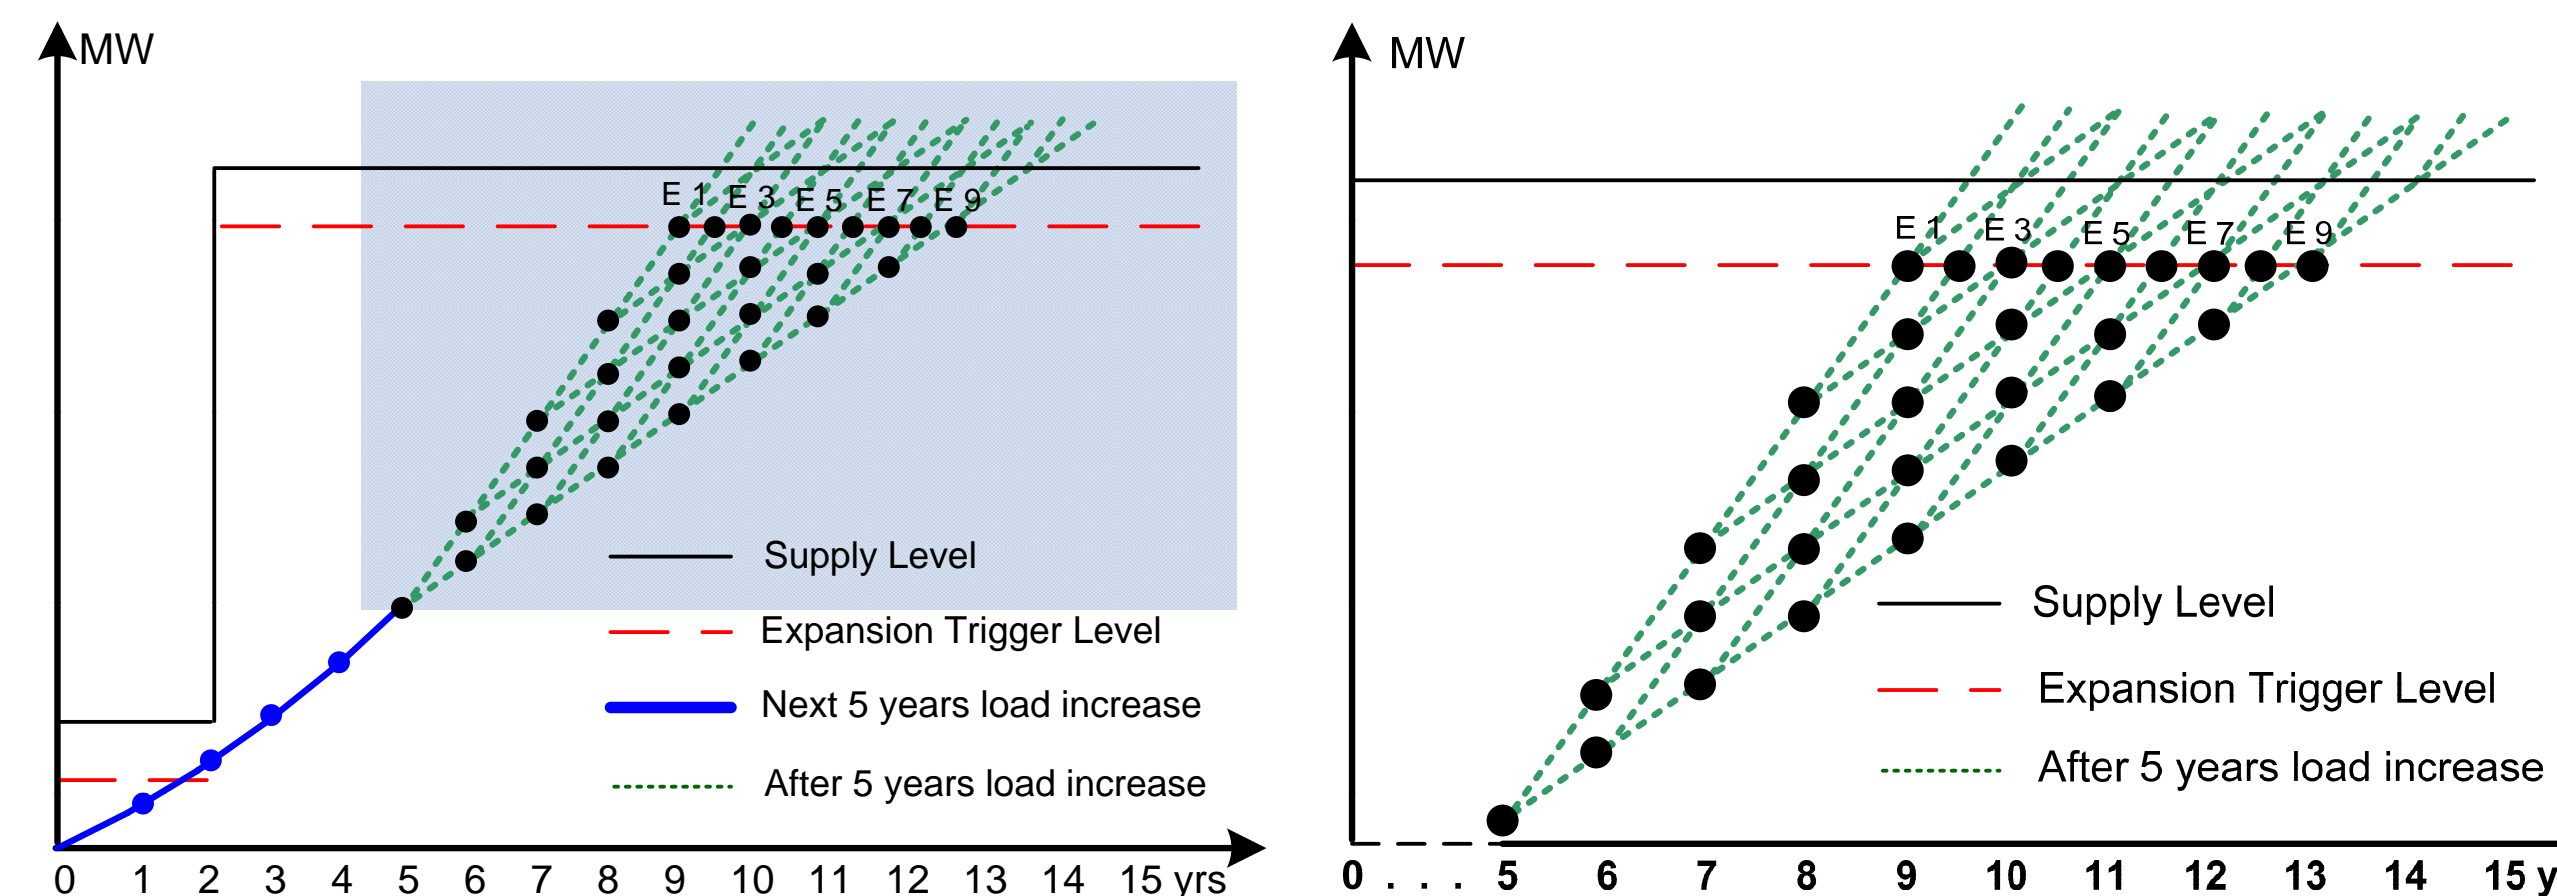 MW
E 1 E 3 E 5 E 7 E 9
Supply Level
Expansion Trigger Level
Next 5 years load increase
After 5 years load increase
0 1 2 3 4 5 6 7 8 9 10 11 12 13 14 15 yrs
MW
E 1 E 3 E 5 E 7 E 9
Supply Level
Expansion Trigger Level
After 5 years load increase
0 . . . 5 6 7 8 9 10 11 12 13 14 15 y